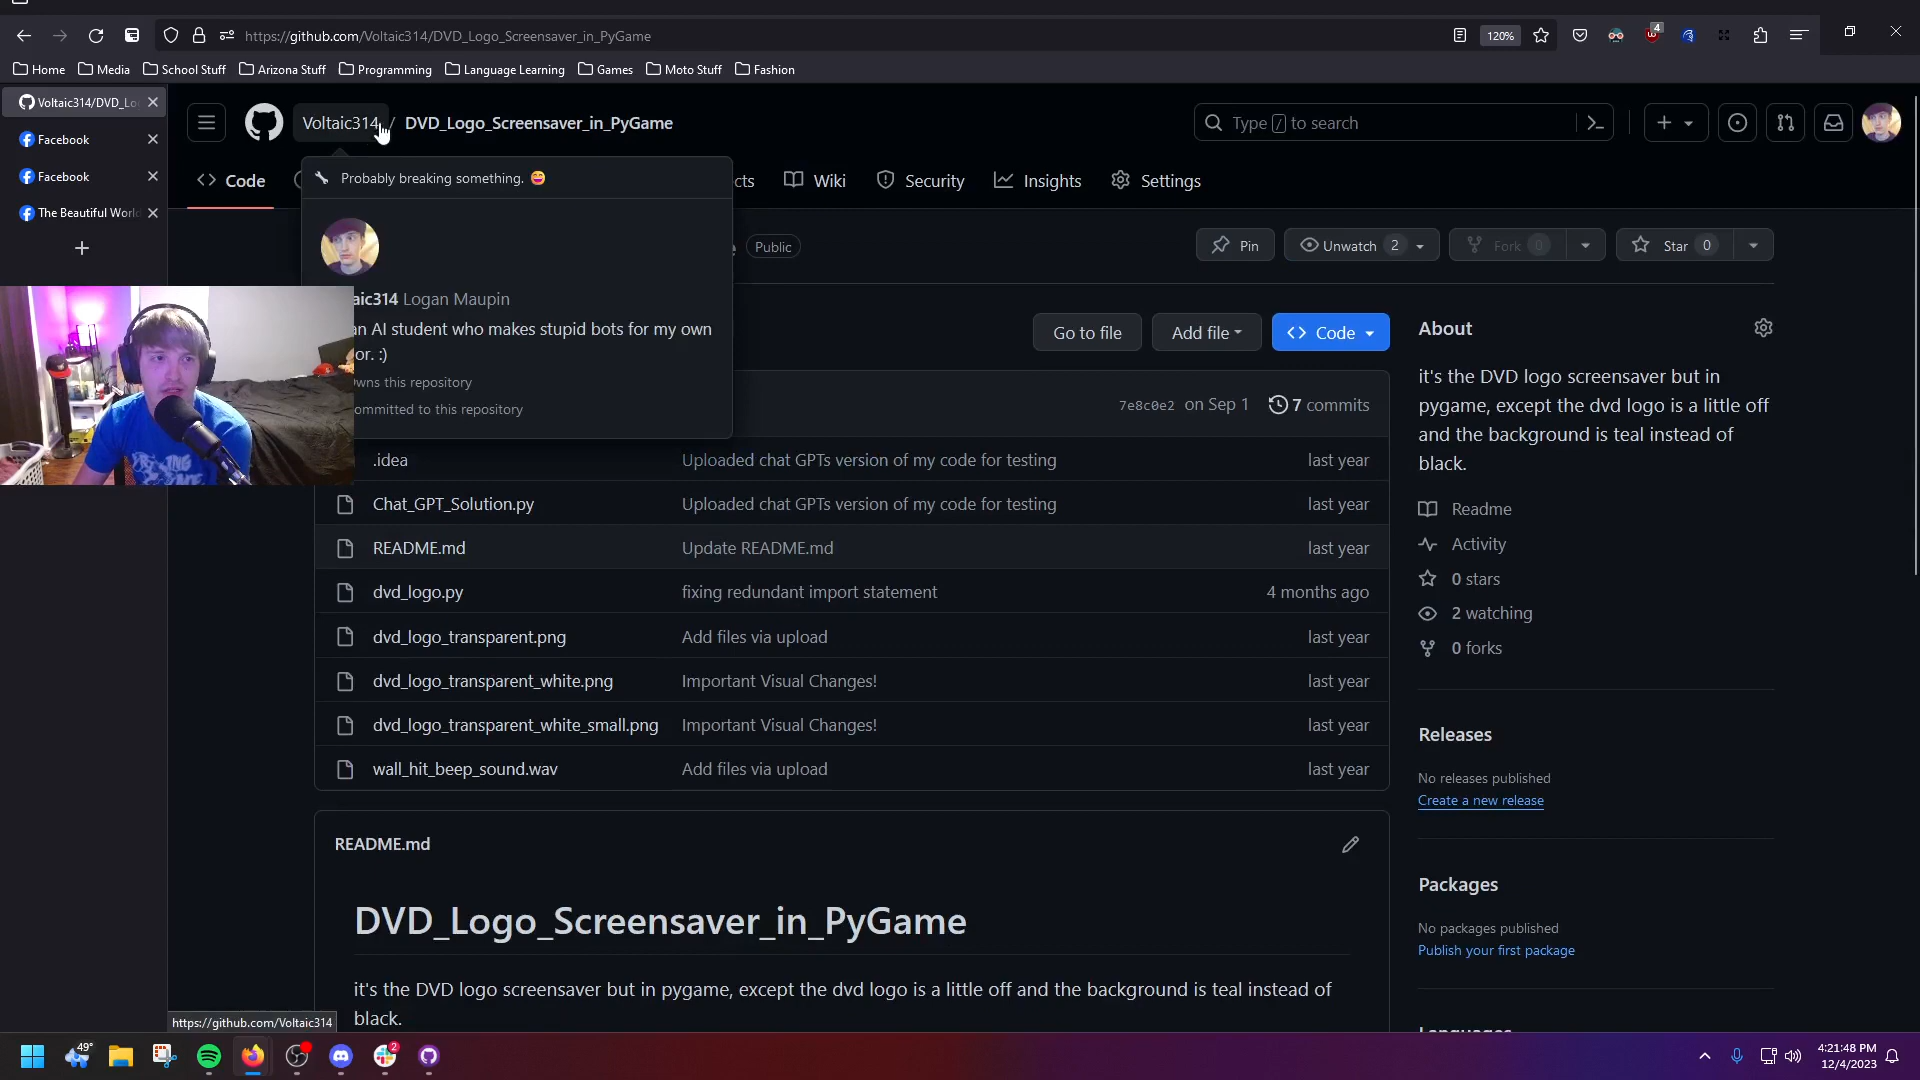 https://github.com/Voltaic314/DVD_Logo_Screensaver_in_PyGame
120%
4
Home
Media
School Stuff
Arizona Stuff
Programming
Language Learning
Games
Moto Stuff
Fashion
Voltaic314/DVD_Lo
Facebook
Facebook
The Beautiful World
Voltaic314 / DVD_Logo_Screensaver_in_PyGame
Type / to search
Code
Wiki
Security
Insights
Settings
Probably breaking something. 😄
Public
Pin
Unwatch 2
Fork 0
Star 0
aic314 Logan Maupin
an AI student who makes stupid bots for my own
or. :)
wns this repository
ommitted to this repository
Go to file
Add file
Code
7e8c0e2 on Sep 1
7 commits
.idea Uploaded chat GPTs version of my code for testing last year
Chat_GPT_Solution.py Uploaded chat GPTs version of my code for testing last year
README.md Update README.md last year
dvd_logo.py fixing redundant import statement 4 months ago
dvd_logo_transparent.png Add files via upload last year
dvd_logo_transparent_white.png Important Visual Changes! last year
dvd_logo_transparent_white_small.png Important Visual Changes! last year
wall_hit_beep_sound.wav Add files via upload last year
README.md
DVD_Logo_Screensaver_in_PyGame
it's the DVD logo screensaver but in pygame, except the dvd logo is a little off and the background is teal instead of
black.
About
it's the DVD logo screensaver but in
pygame, except the dvd logo is a little off
and the background is teal instead of
black.
Readme
Activity
0 stars
2 watching
0 forks
Releases
No releases published
Create a new release
Packages
No packages published
Publish your first package
Languages
https://github.com/Voltaic314
49°
2
4:21:48 PM
12/4/2023